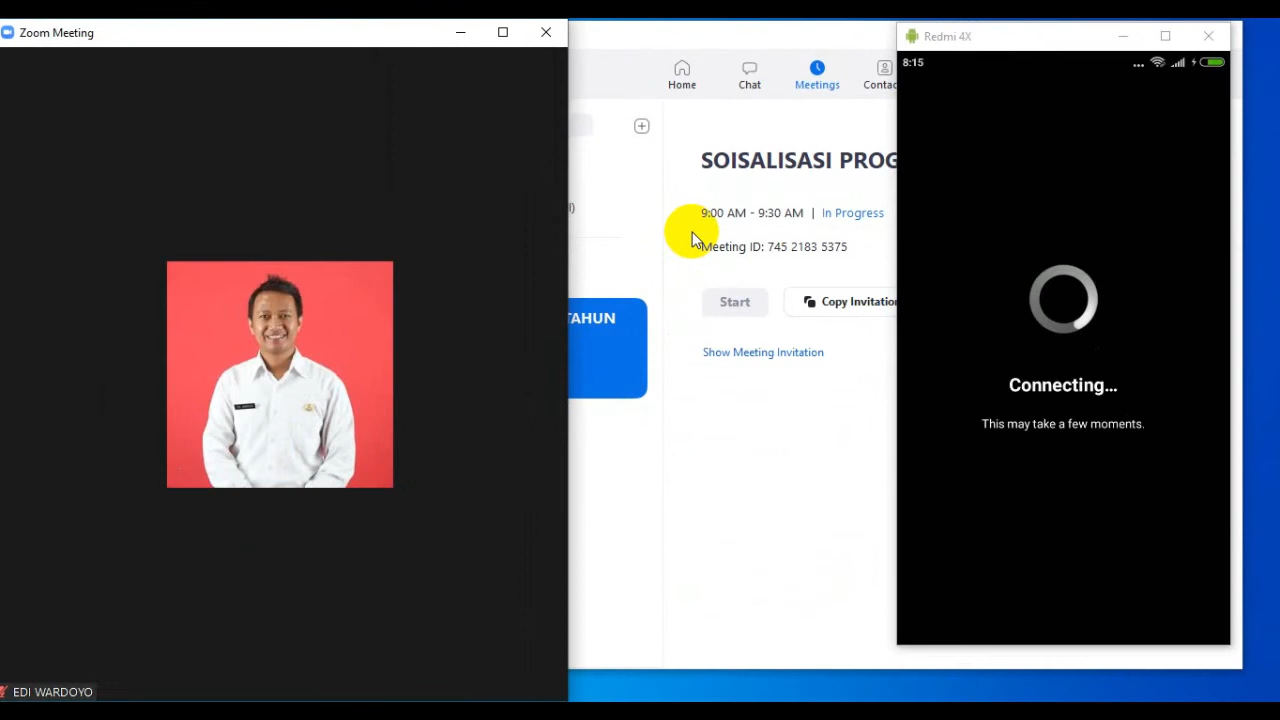 Zoom Meeting
EDI WARDOYO
Home
Chat
Meetings
TAHUN
SOISALISASI PROG
9:00 AM - 9:30 AM | In Progress
Meeting ID: 745 2183 5375
Start
Copy Invitation
Show Meeting Invitation
Redmi 4X
8:15
Connecting...
This may take a few moments.